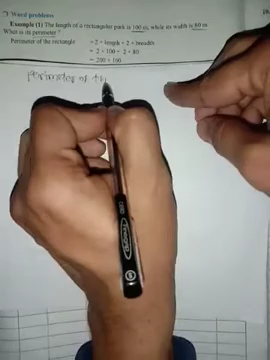 Word problems
Example (1) The length of a rectangular park is 100 m, while its width is 80 m
What is its perimeter ?
Perimeter of the rectangle = 2 × length + 2 × breadth
= 2 × 100 + 2 × 80
= 200 + 160
Perimeter of th